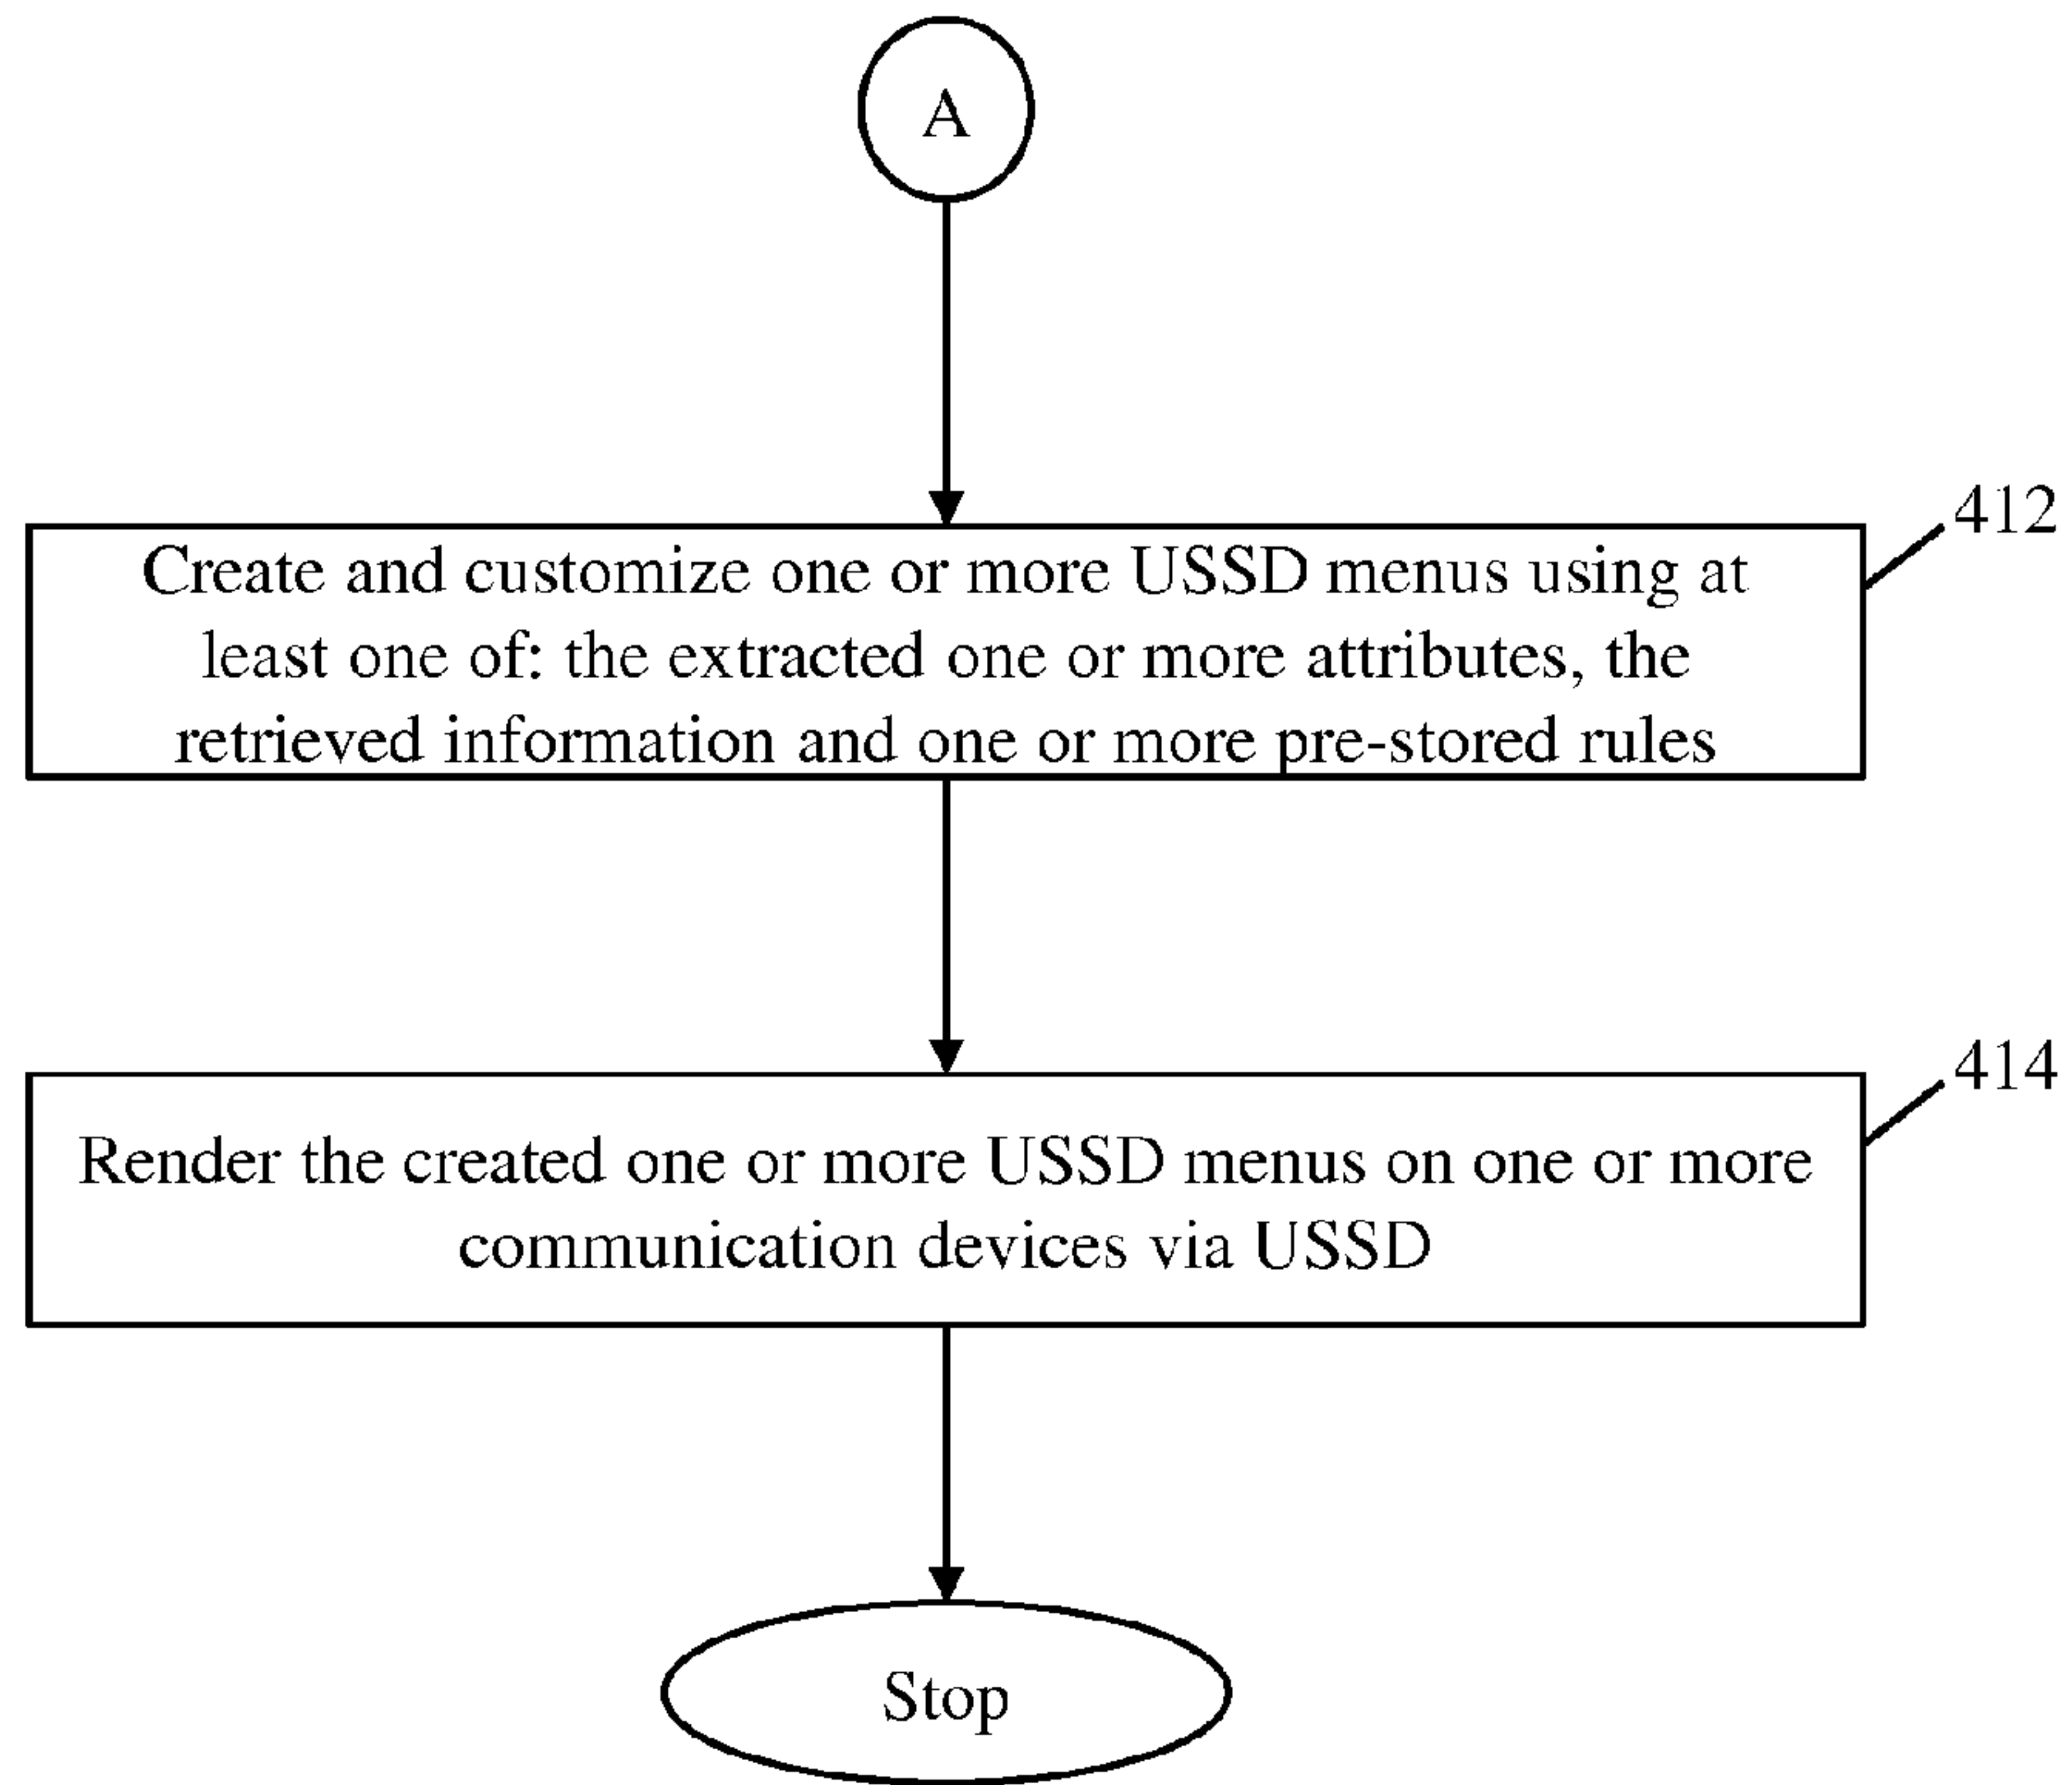 A
412
Create and customize one or more USSD menus using at
least one of: the extracted one or more attributes, the
retrieved information and one or more pre-stored rules
414
Render the created one or more USSD menus on one or more
communication devices via USSD
Stop